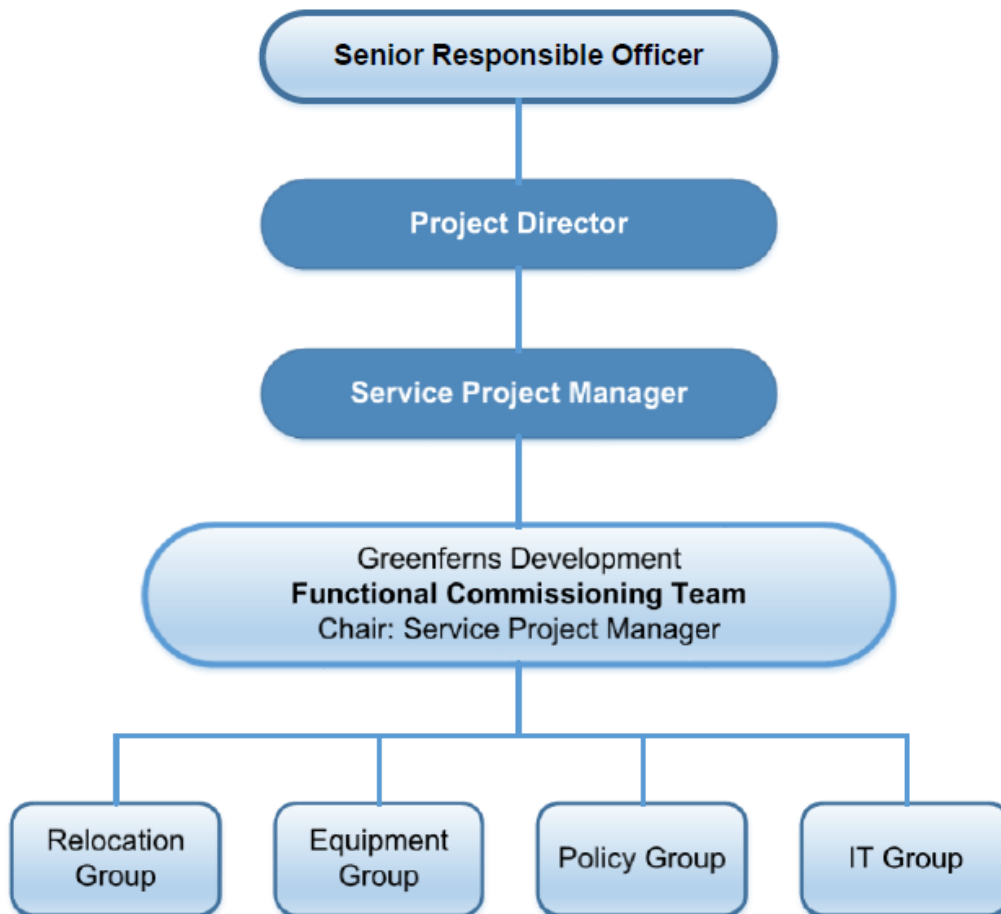 Senior Responsible Officer
Project Director
Service Project Manager
Greenferns Development
Functional Commissioning Team
Chair: Service Project Manager
Relocation
Group
Equipment
Group
Policy Group
IT Group